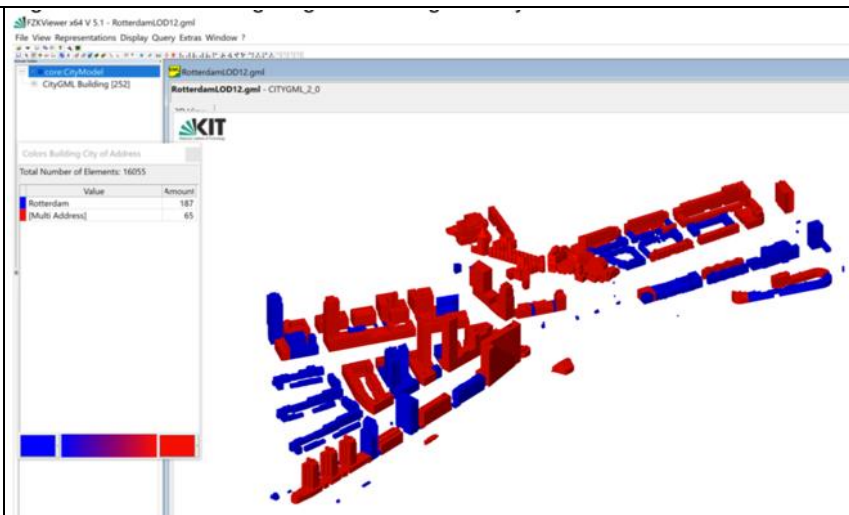 FZKViewer x64 V 5.1 - RotterdamLOD12.gml
File View Representations Display Query Extras Window ?
core:CityModel
CityGML Building [252]
RotterdamLOD12.gml
RotterdamLOD12.gml - CITYGML_2_0
KIT
Colors Building City of Address
Total Number of Elements: 16055
Value Amount
Rotterdam 187
[Multi Address] 65